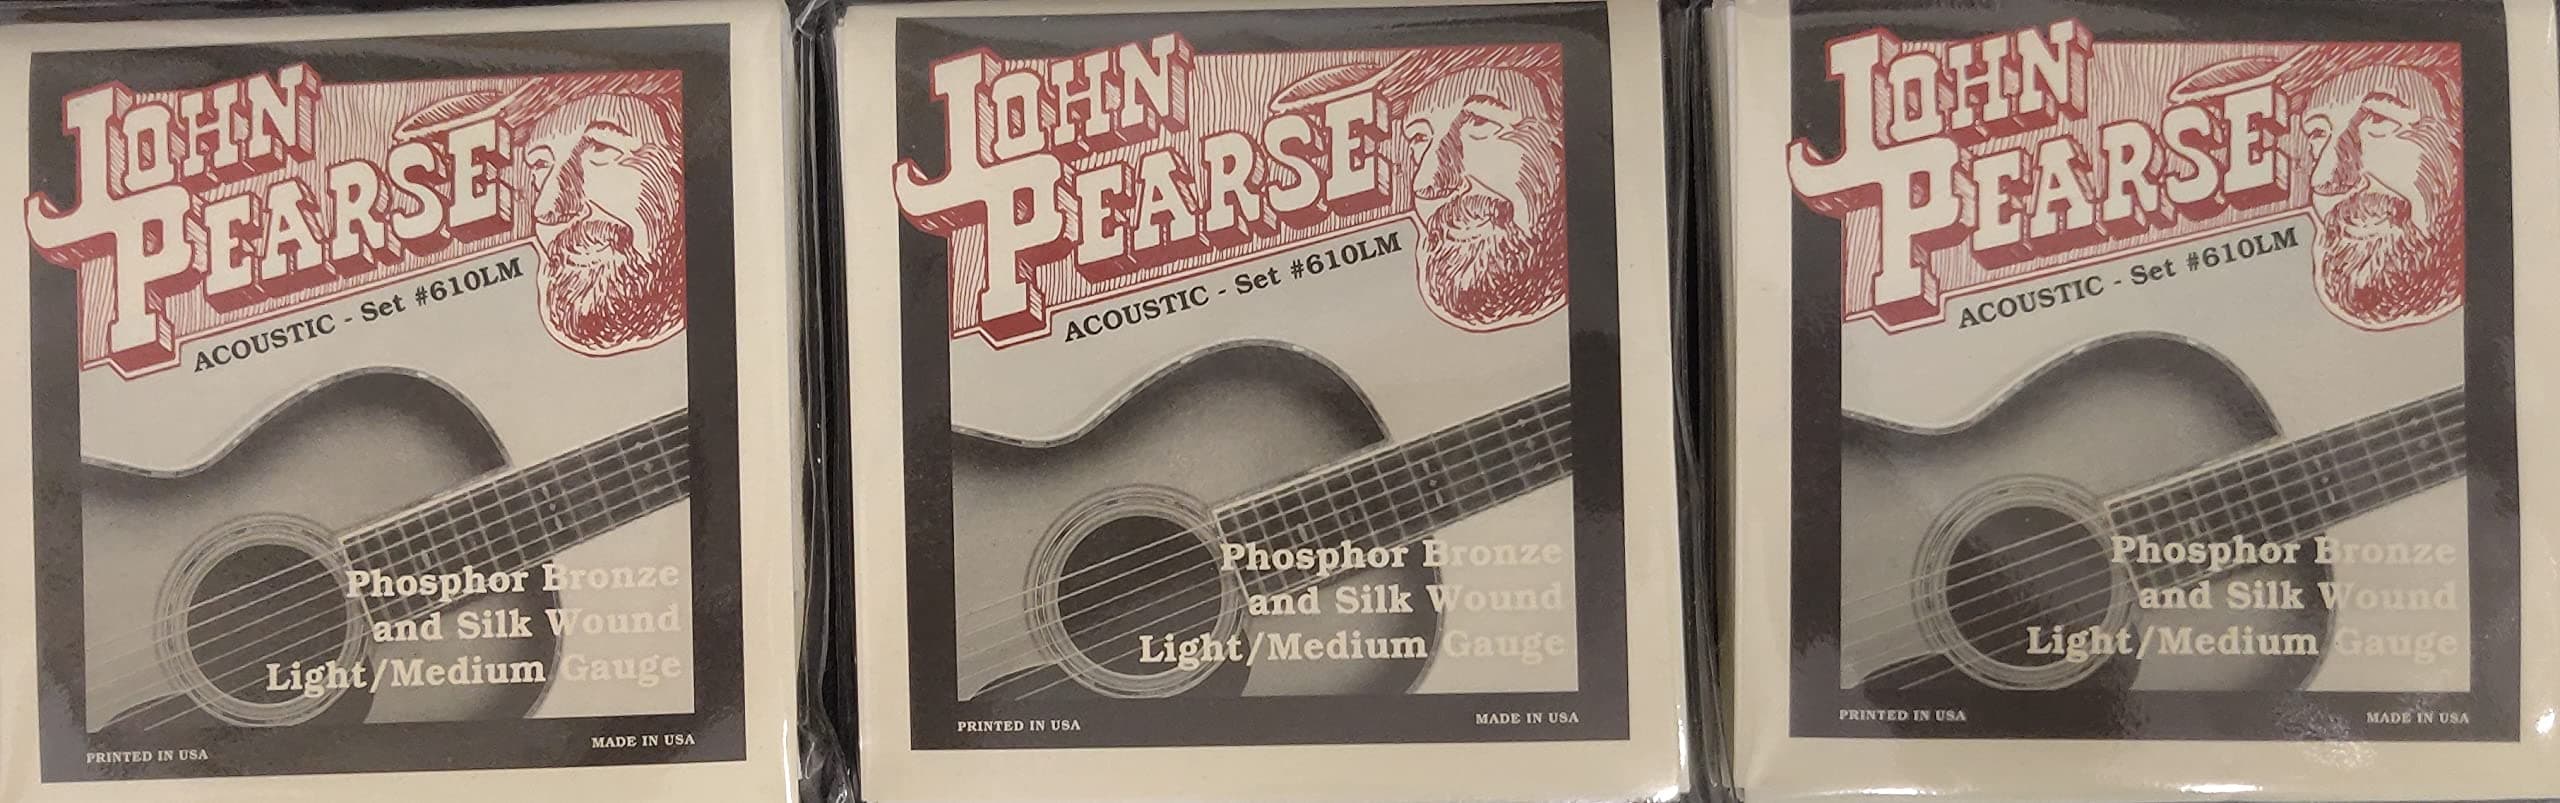 JOHN
PEARSE
ACOUSTIC - Set #610LM
Phosphor Bronze
and Silk Wound
Light/Medium Gauge
PRINTED IN USA
MADE IN USA
JOHN
PEARSE
ACOUSTIC - Set #610LM
Phosphor Bronze
and Silk Wound
Light/Medium Gauge
PRINTED IN USA
MADE IN USA
JOHN
PEARSE
ACOUSTIC - Set #610LM
Phosphor Bronze
and Silk Wound
Light/Medium Gauge
PRINTED IN USA
MADE IN USA